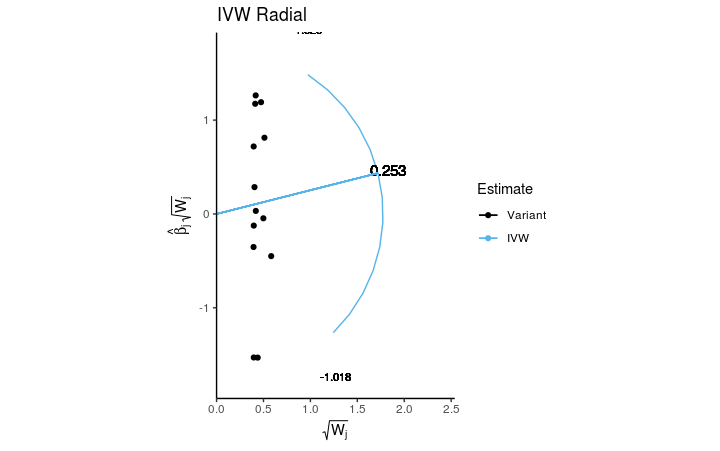 IVW Radial
0.253
-1.018
1
0
-1
0.0 0.5 1.0 1.5 2.0 2.5
β̂ⱼ√Wⱼ
√Wⱼ
Estimate
Variant
IVW